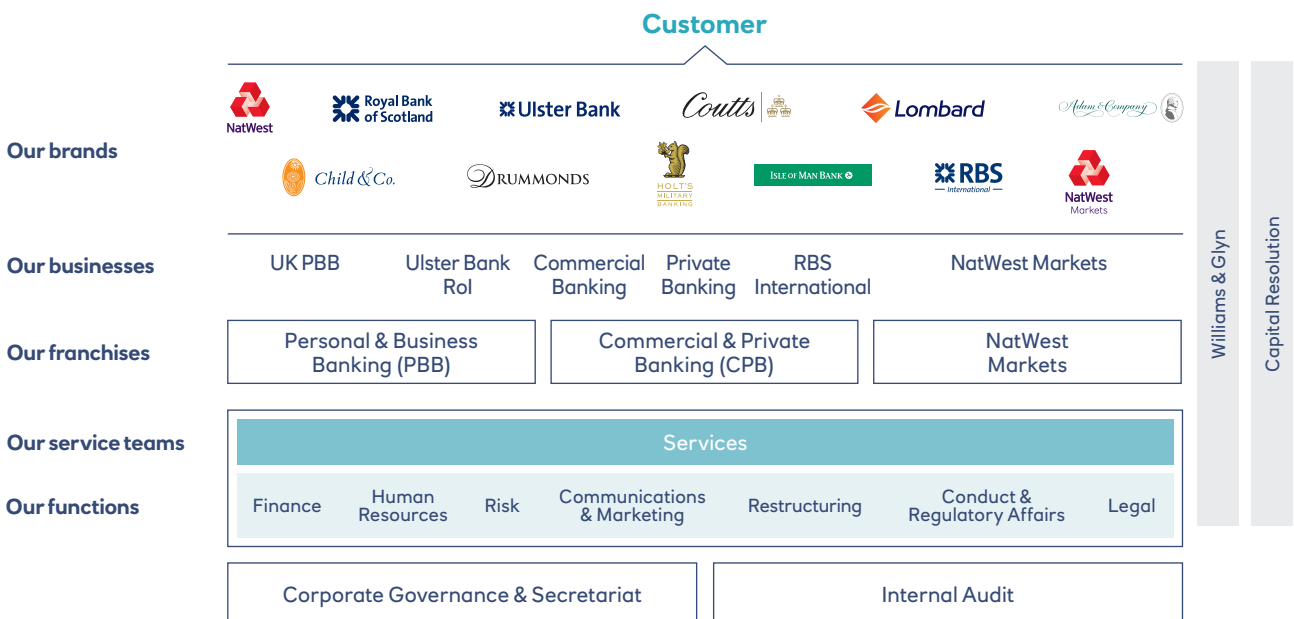 Customer
Our brands
NatWest
Royal Bank
of Scotland
Ulster Bank
Coutts
Lombard
Adam & Company
Child & Co.
DRUMMONDS
HOLT'S
MILITARY
BANKING
ISLE OF MAN BANK
RBS
International
NatWest
Markets
Our businesses
UK PBB
Ulster Bank
RoI
Commercial
Banking
Private
Banking
RBS
International
NatWest Markets
Our franchises
Personal & Business
Banking (PBB)
Commercial & Private
Banking (CPB)
NatWest
Markets
Our service teams
Services
Our functions
Finance
Human
Resources
Risk
Communications
& Marketing
Restructuring
Conduct &
Regulatory Affairs
Legal
Corporate Governance & Secretariat
Internal Audit
Williams & Glyn
Capital Resolution